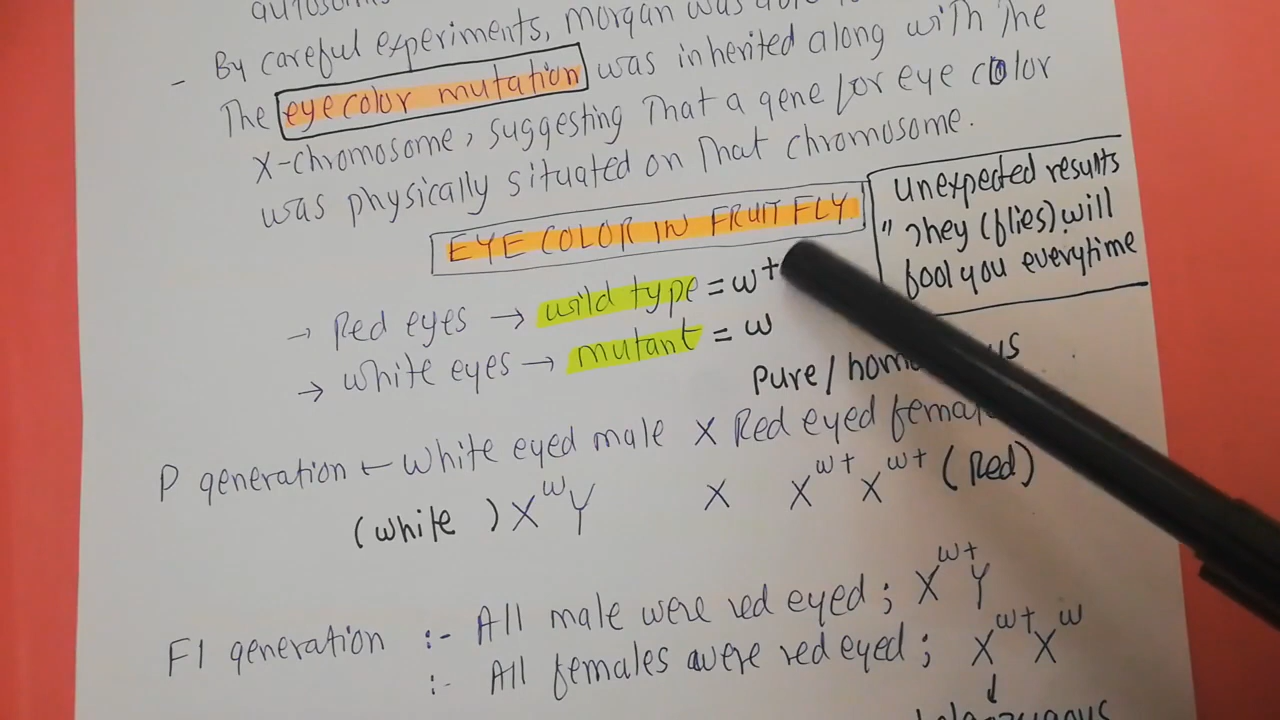 - By careful experiments, Morgan was
The eye color mutation was inherited along with the
X-chromosome, suggesting That a gene for eye color
was physically situated on That chromosome.
EYE COLOR IN FRUIT FLY
Unexpected results
" They (flies) will
fool you everytime
→ Red eyes → wild type = w+
→ White eyes → mutant = w
Pure /
P generation ← White eyed male X Red eyed
(white ) X^w Y X X^w+ X^w+ (Red)
F1 generation :- All male were red eyed ; X^w+ Y
:- All females were red eyed ; X^w+ X^w
↓